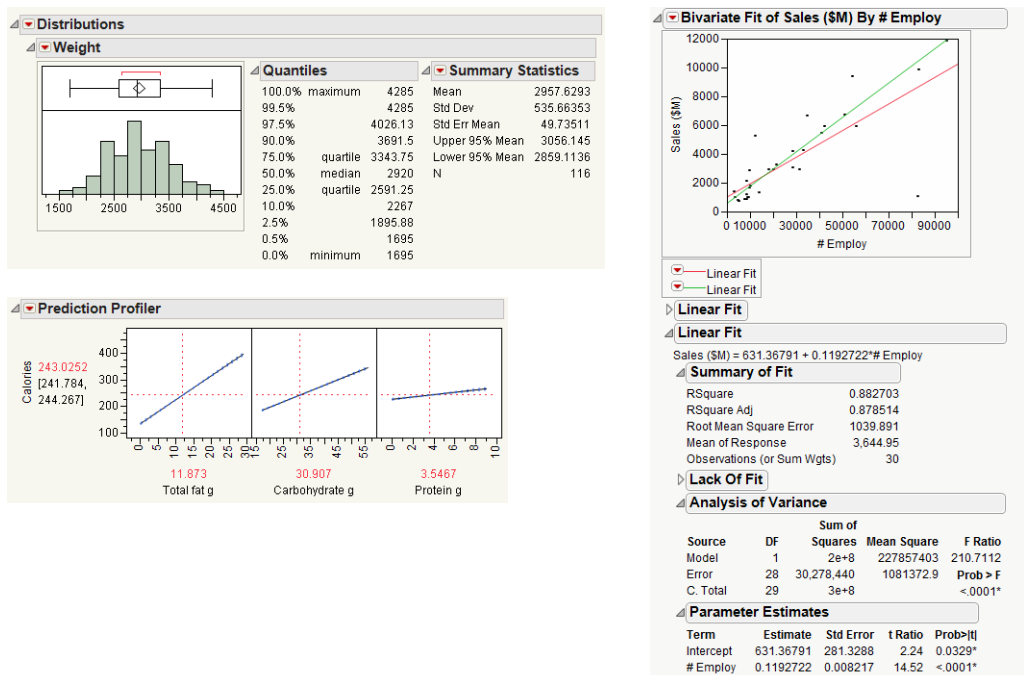 Distributions
Weight
Quantiles
100.0% maximum 4285
99.5% 4285
97.5% 4026.13
90.0% 3691.5
75.0% quartile 3343.75
50.0% median 2920
25.0% quartile 2591.25
10.0% 2267
2.5% 1895.88
0.5% 1695
0.0% minimum 1695
Summary Statistics
Mean 2957.6293
Std Dev 535.66353
Std Err Mean 49.73511
Upper 95% Mean 3056.145
Lower 95% Mean 2859.1136
N 116
1500 2500 3500 4500
Prediction Profiler
Calories
243.0252
[241.784,
244.267]
400
300
200
100
0 5 10 15 20 25 30
15 25 35 45 55
0 2 4 6 8 10
11.873 30.907 3.5467
Total fat g Carbohydrate g Protein g
Bivariate Fit of Sales ($M) By # Employ
Sales ($M)
12000
10000
8000
6000
4000
2000
0
0 10000 30000 50000 70000 90000
# Employ
Linear Fit
Linear Fit
Linear Fit
Linear Fit
Sales ($M) = 631.36791 + 0.1192722*# Employ
Summary of Fit
RSquare 0.882703
RSquare Adj 0.878514
Root Mean Square Error 1039.891
Mean of Response 3,644.95
Observations (or Sum Wgts) 30
Lack Of Fit
Analysis of Variance
Sum of
Source DF Squares Mean Square F Ratio
Model 1 2e+8 227857403 210.7112
Error 28 30,278,440 1081372.9 Prob > F
C. Total 29 3e+8 <.0001*
Parameter Estimates
Term Estimate Std Error t Ratio Prob>|t|
Intercept 631.36791 281.3288 2.24 0.0329*
# Employ 0.1192722 0.008217 14.52 <.0001*